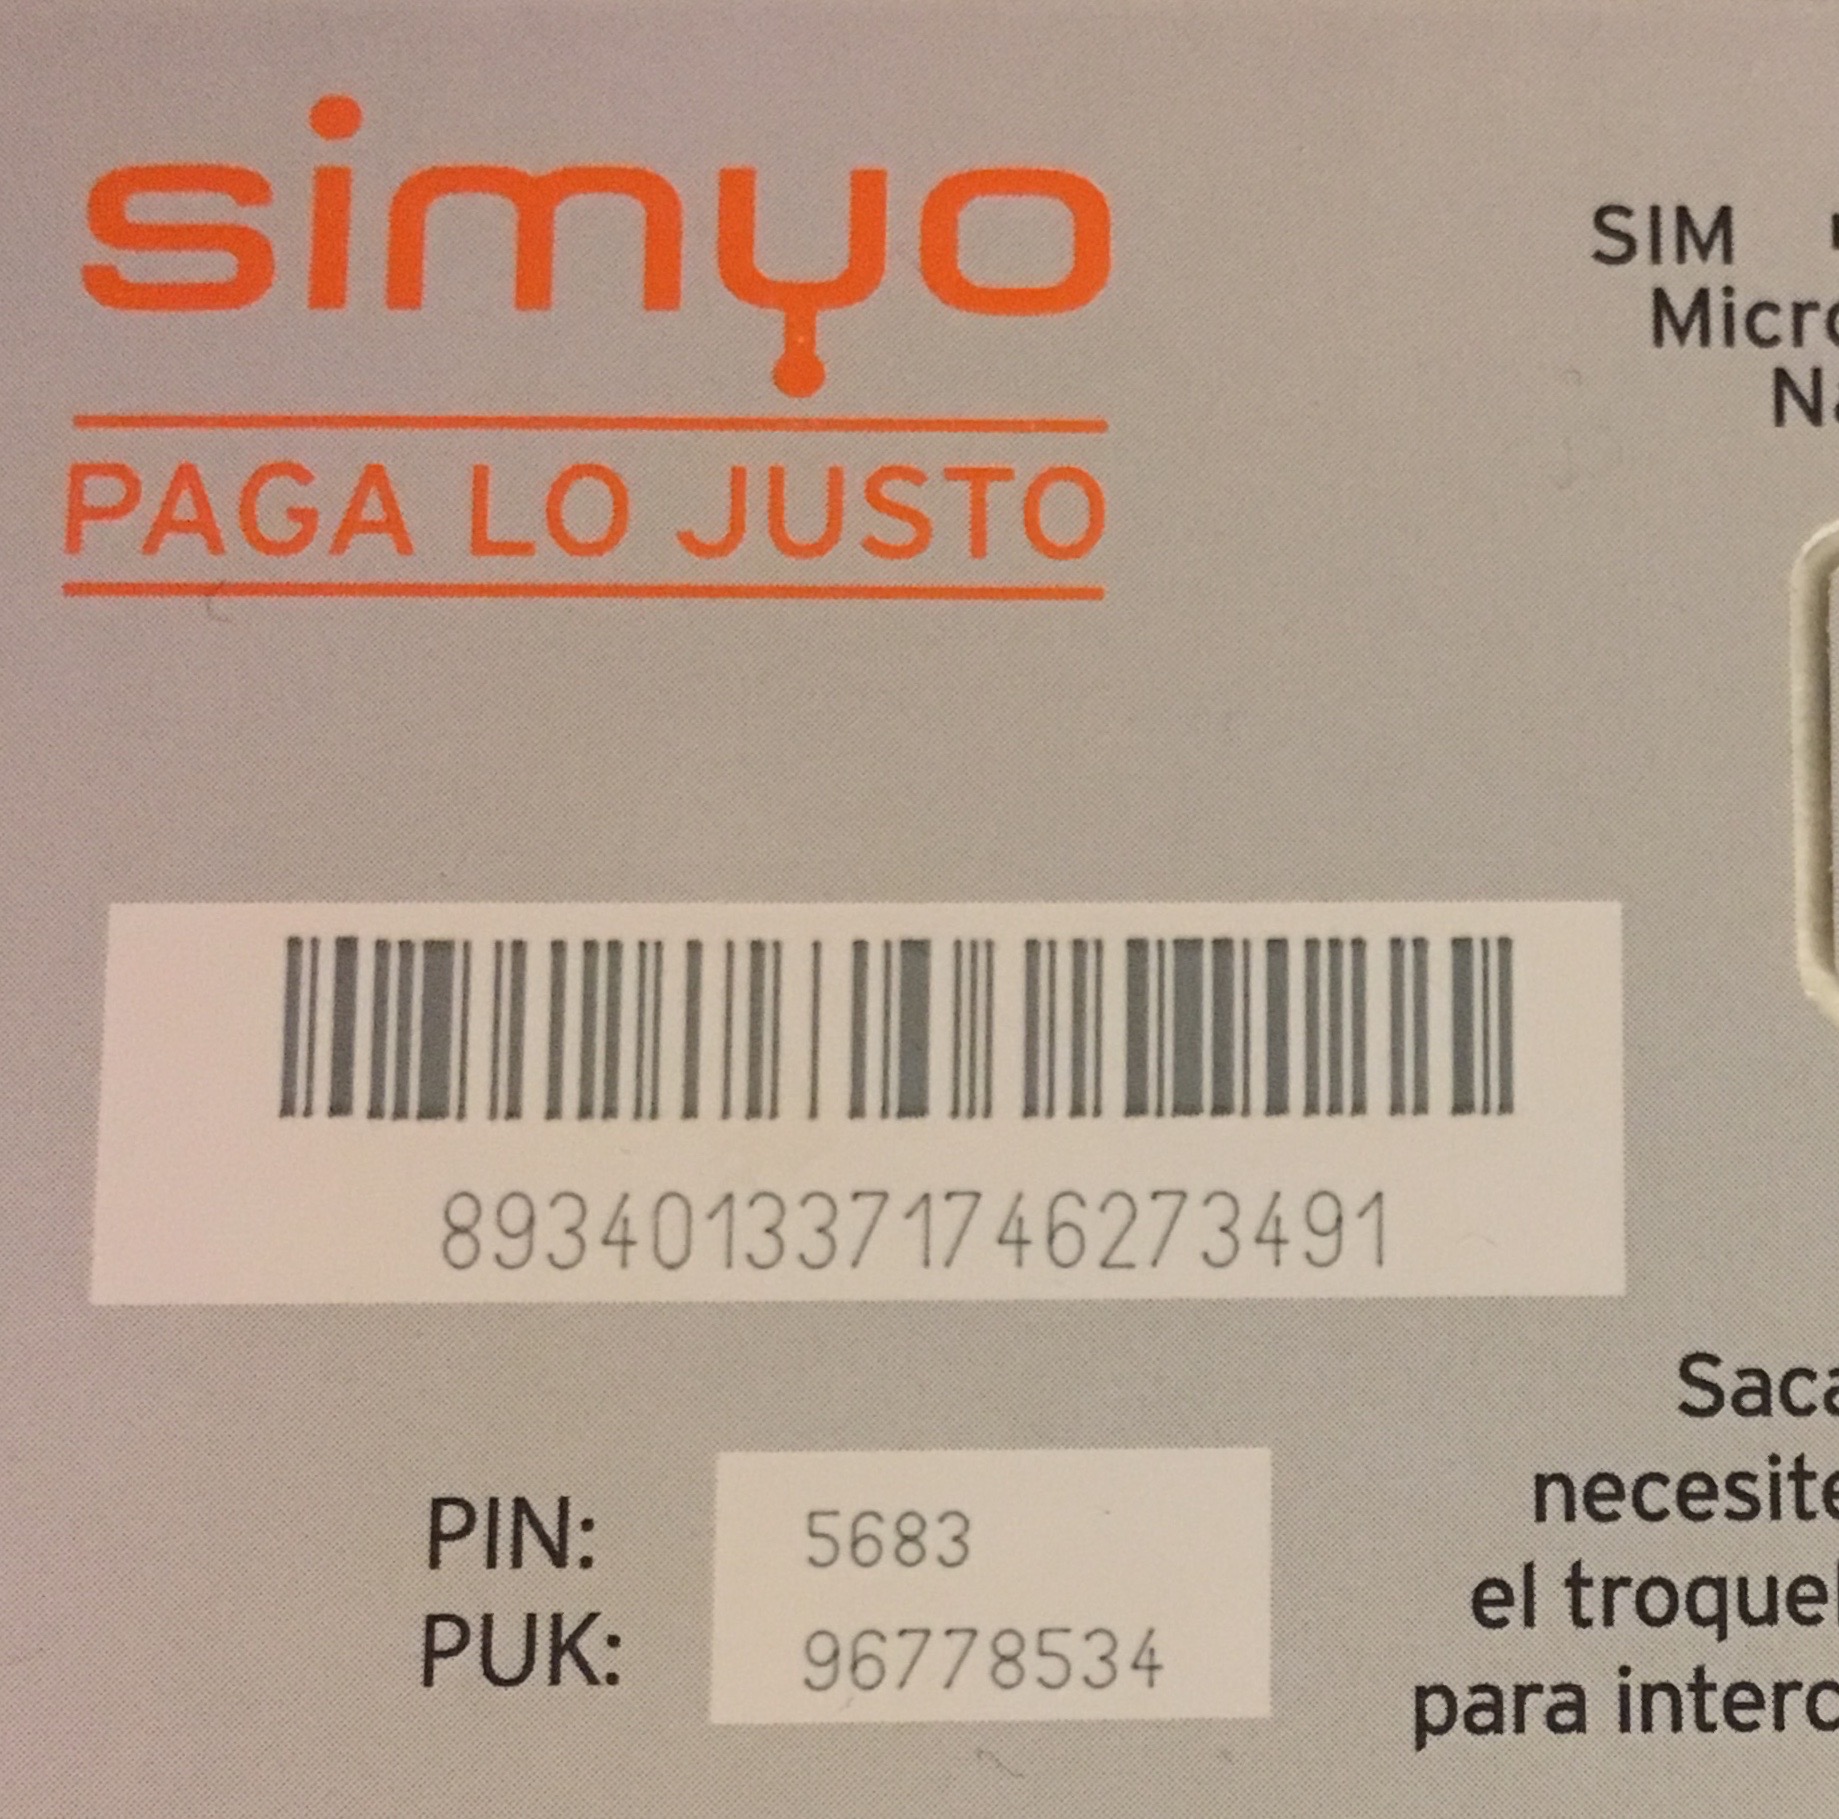 simyo
PAGA LO JUSTO
SIM
8934013371746273491
PIN: 5683
PUK: 96778534
el
para